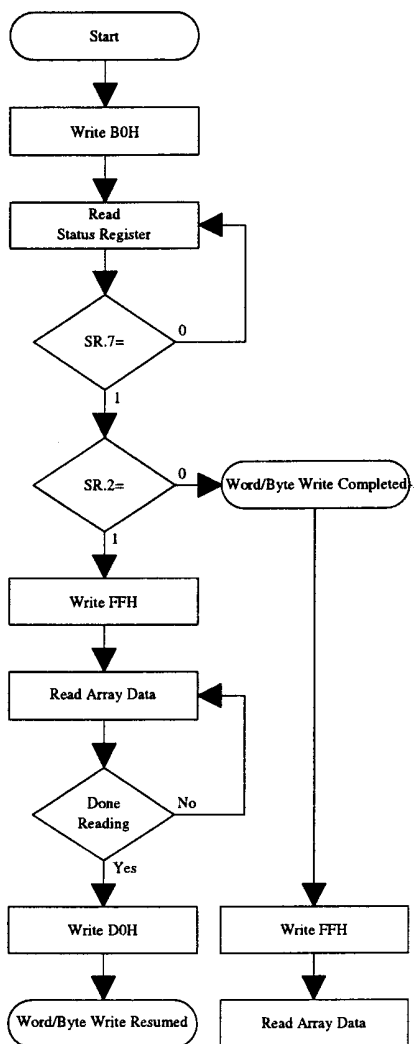 Start
Write B0H
Read
Status Register
SR.7=
0
1
SR.2=
0
Word/Byte Write Completed
1
Write FFH
Read Array Data
Done
Reading
No
Yes
Write D0H
Write FFH
Word/Byte Write Resumed
Read Array Data